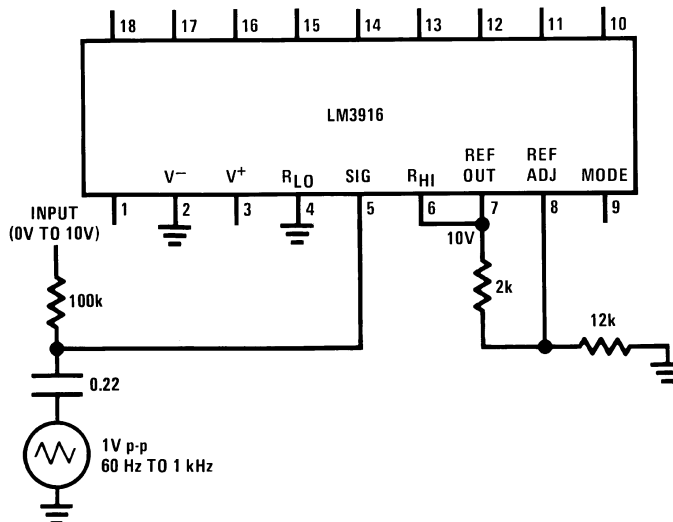 18 17 16 15 14 13 12 11 10
LM3916
REF REF
V− V+ RLO SIG RHI OUT ADJ MODE
1 2 3 4 5 6 7 8 9
INPUT
(0V TO 10V)
10V
100k
2k
12k
0.22
1V p-p
60 Hz TO 1 kHz